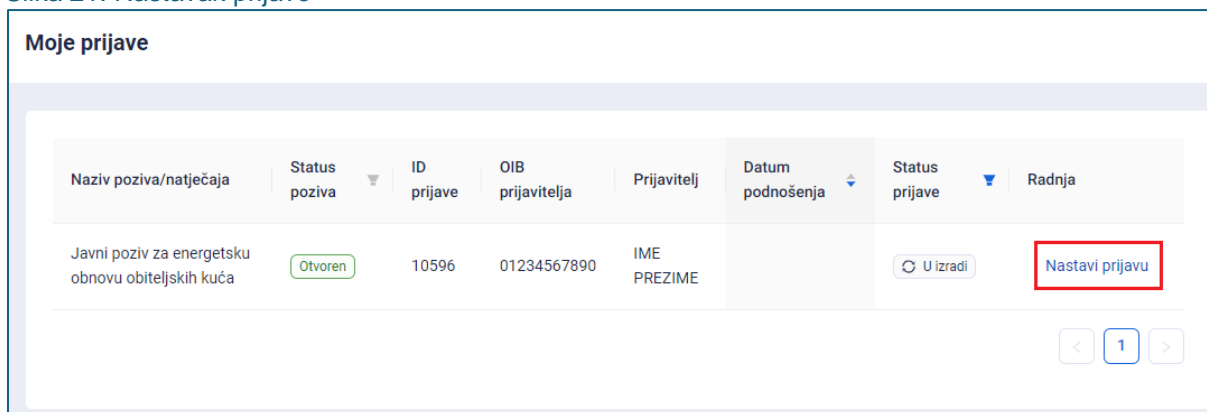 Moje prijave
Naziv poziva/natječaja
Status
poziva
ID
prijave
OIB
prijavitelja
Prijavitelj
Datum
podnošenja
Status
prijave
Radnja
Javni poziv za energetsku
obnovu obiteljskih kuća
Otvoren
10596
01234567890
IME
PREZIME
U izradi
Nastavi prijavu
1